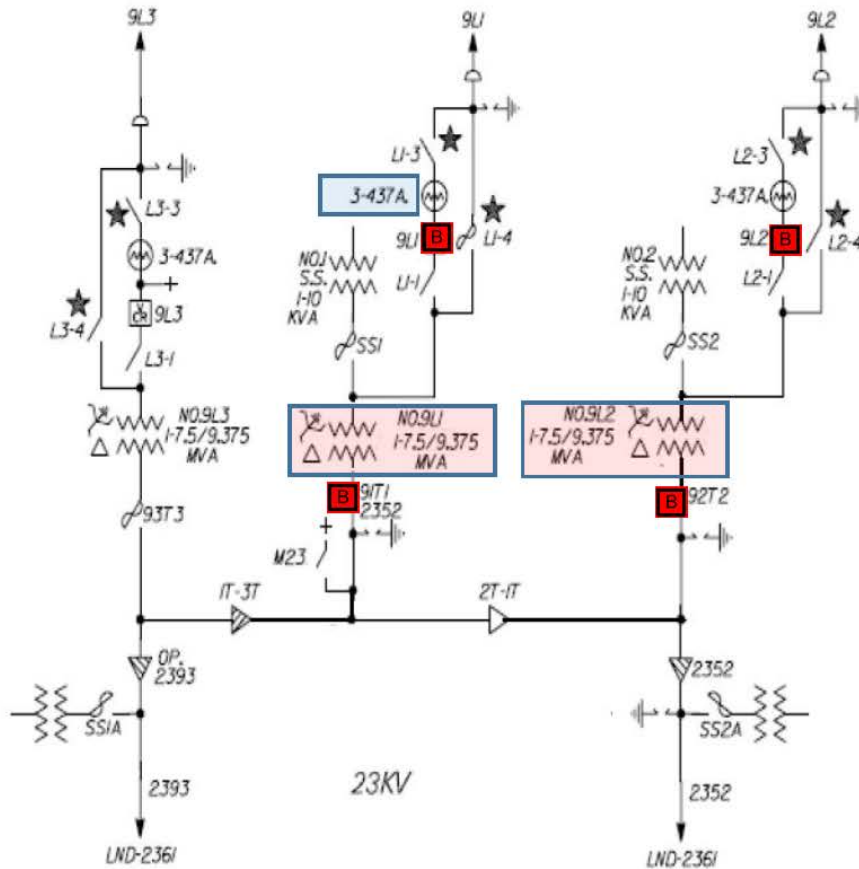 9L3
9L1
9L2
L3-3
3-437A.
9L3
V
CR
L3-4
L3-1
NO.9L3
1-7.5/9.375
MVA
93T3
L1-3
3-437A.
9L1
B
L1-4
L1-1
NO.1
S.S.
1-10
KVA
SS1
NO.9L1
1-7.5/9.375
MVA
B
91T1
2352
M23
L2-3
3-437A.
9L2
B
L2-4
L2-1
NO.2
S.S.
1-10
KVA
SS2
NO.9L2
1-7.5/9.375
MVA
B
92T2
1T-3T
2T-1T
OP.
2393
SS1A
2393
LND-2361
23KV
2352
SS2A
2352
LND-2361